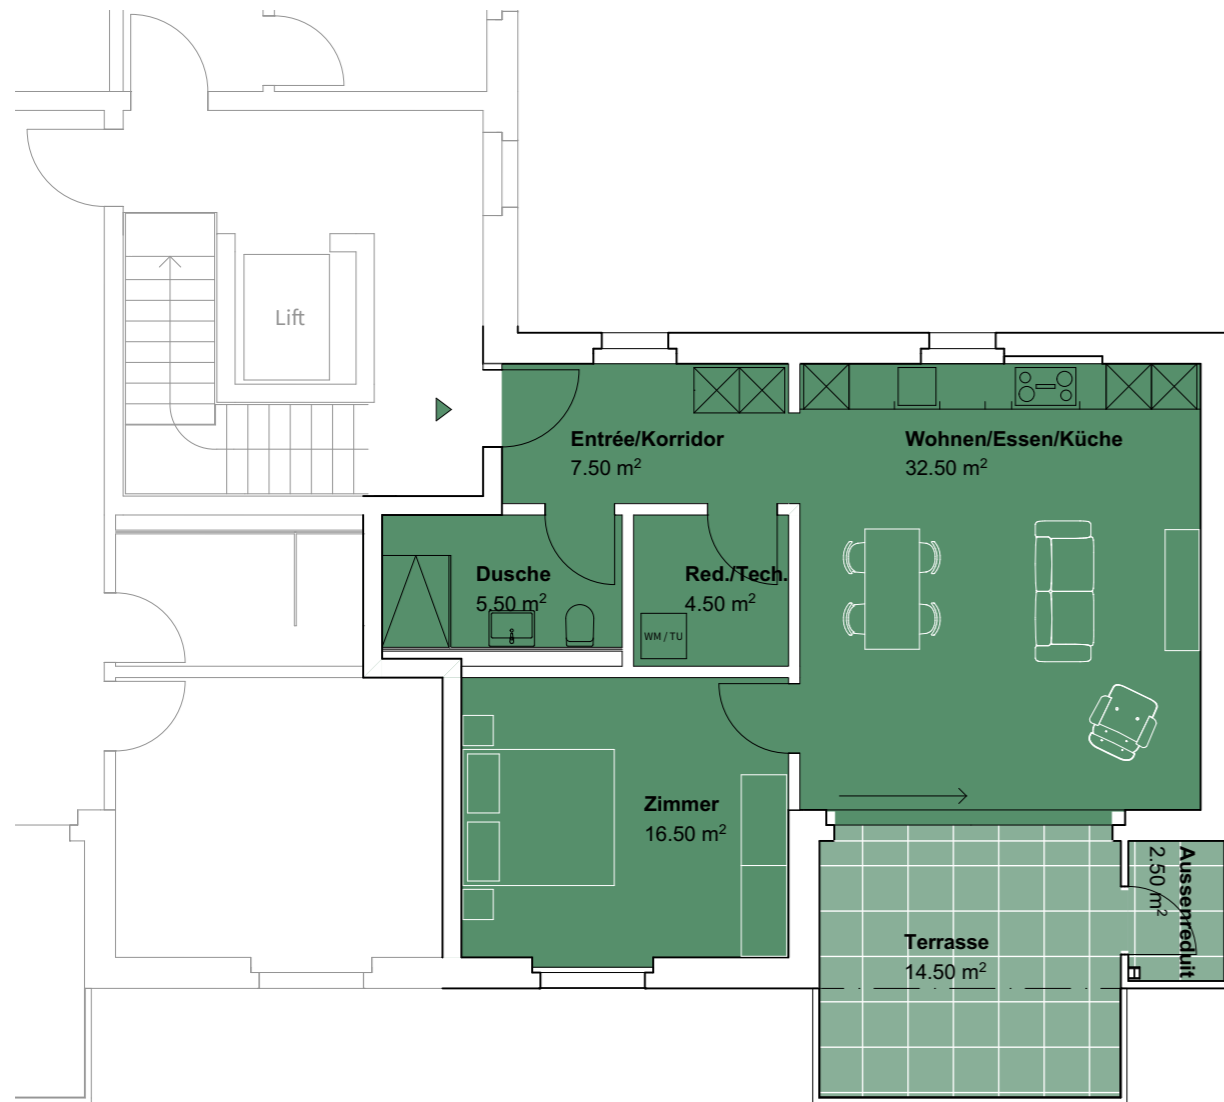 Lift
Entrée/Korridor
7.50 m²
Wohnen/Essen/Küche
32.50 m²
Dusche
5.50 m²
Red./Tech.
4.50 m²
WM / TU
Zimmer
16.50 m²
Aussenreduit
2.50 m²
Terrasse
14.50 m²